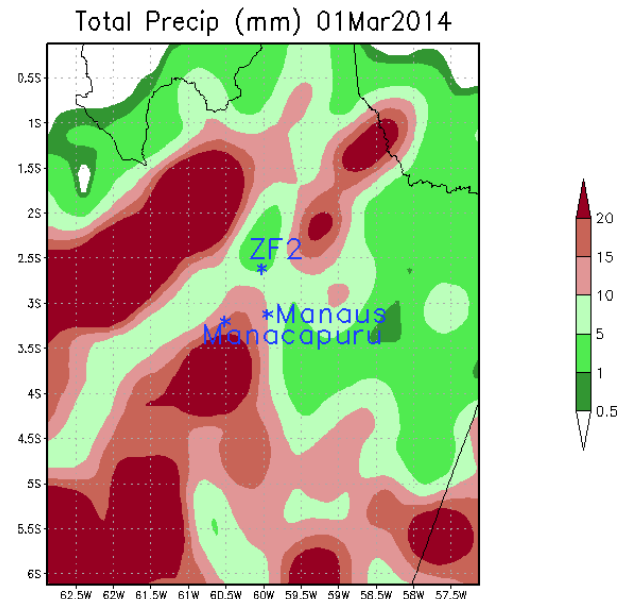 Total Precip (mm) 01Mar2014
0.5S
1S
1.5S
2S
2.5S
3S
3.5S
4S
4.5S
5S
5.5S
6S
ZF2
*
*Manaus
*
Manacapuru
62.5W 62W 61.5W 61W 60.5W 60W 59.5W 59W 58.5W 58W 57.5W
20
15
10
5
1
0.5